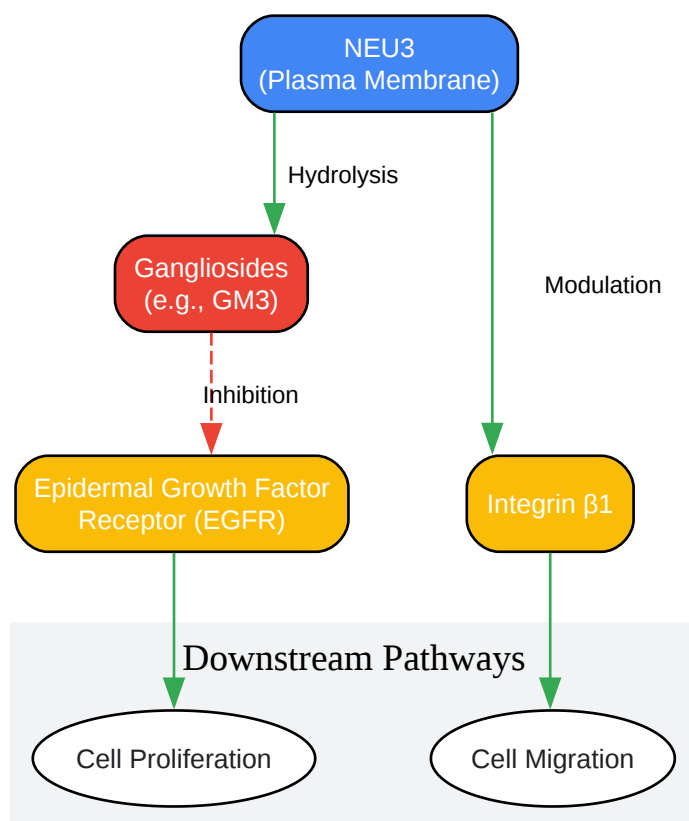 NEU3
(Plasma Membrane)
Hydrolysis
Gangliosides
(e.g., GM3)
Modulation
Inhibition
Epidermal Growth Factor
Receptor (EGFR)
Integrin β1
Downstream Pathways
Cell Proliferation
Cell Migration